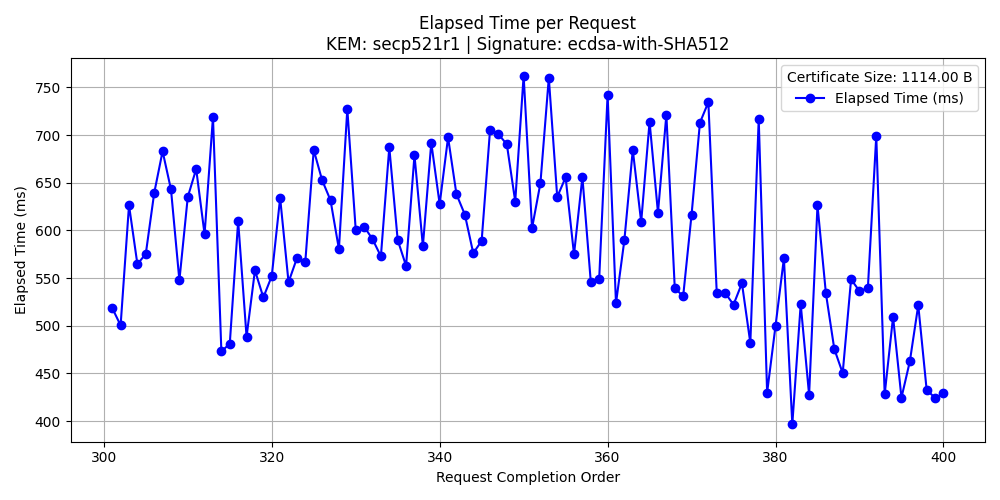 Elapsed Time per Request
KEM: secp521r1 | Signature: ecdsa-with-SHA512
Certificate Size: 1114.00 B
Elapsed Time (ms)
Elapsed Time (ms)
750
700
650
600
550
500
450
400
300
320
340
360
380
400
Request Completion Order